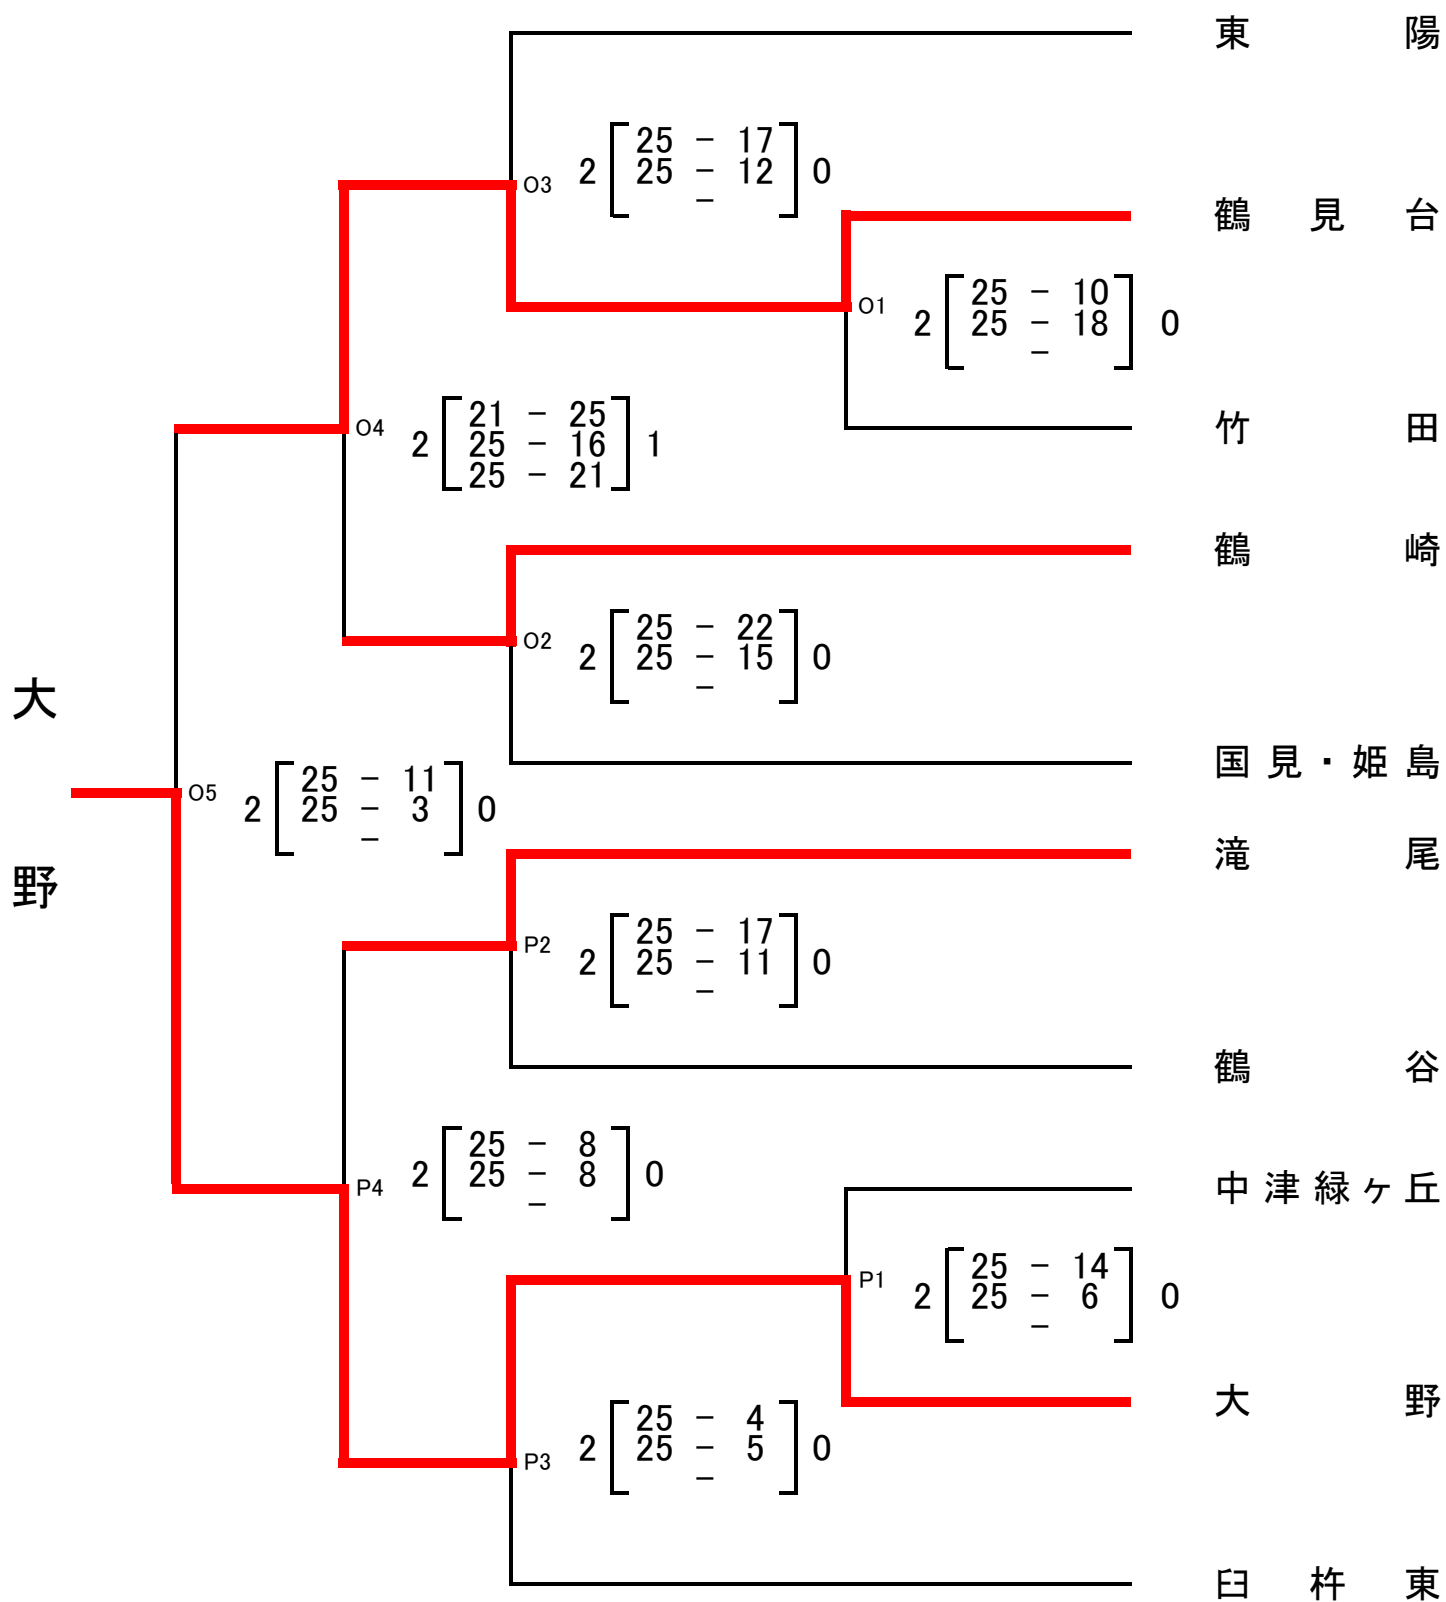 東陽
25 - 17
O3 2 25 - 12 0
-
鶴見台
25 - 10
O1 2 25 - 18 0
-
竹田
21 - 25
O4 2 25 - 16 1
25 - 21
鶴崎
25 - 22
O2 2 25 - 15 0
-
国見・姫島
大野
25 - 11
O5 2 25 - 3 0
-
滝尾
25 - 17
P2 2 25 - 11 0
-
鶴谷
25 - 8
P4 2 25 - 8 0
-
中津緑ヶ丘
25 - 14
P1 2 25 - 6 0
-
大野
25 - 4
P3 2 25 - 5 0
-
臼杵東